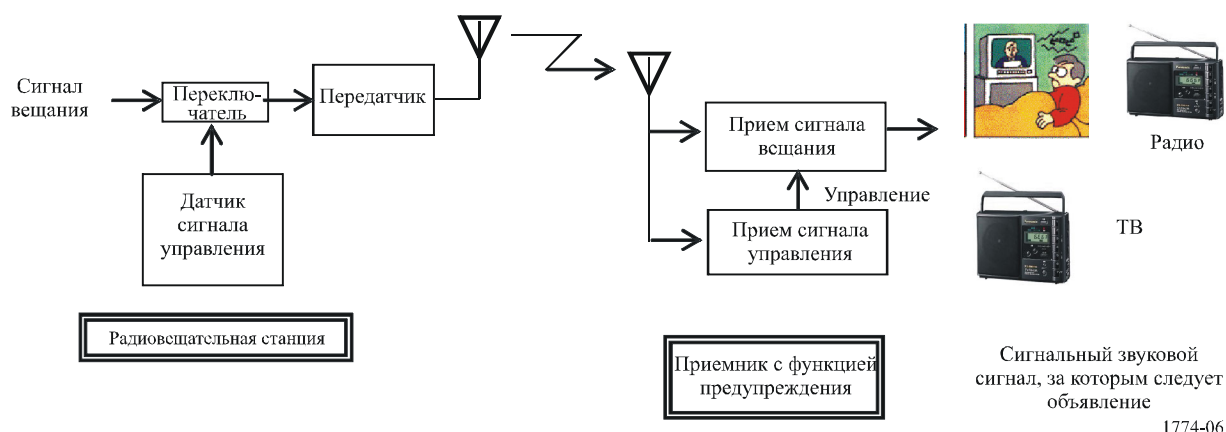 Сигнал
вещания
Переклю-
чатель
Передатчик
Датчик
сигнала
управления
Радиовещательная станция
Прием сигнала
вещания
Управление
Прием сигнала
управления
Приемник с функцией
предупреждения
Радио
ТВ
Сигнальный звуковой
сигнал, за которым следует
объявление
1774-06